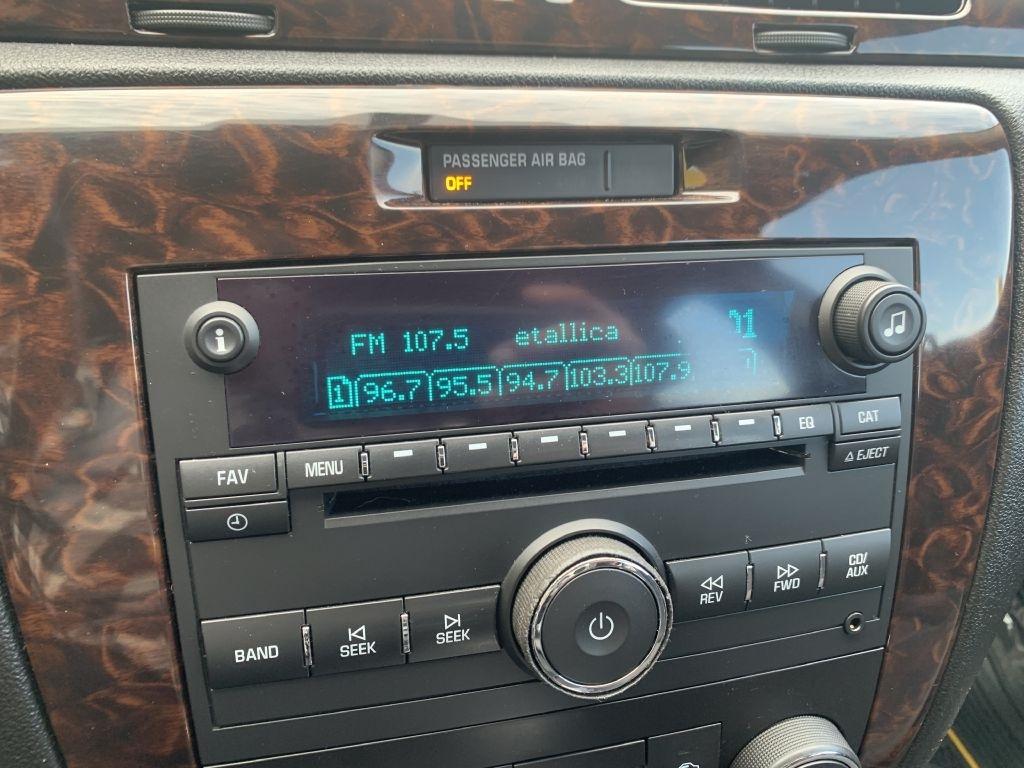 PASSENGER AIR BAG
OFF
FM 107.5 etallica
1 96.7 95.5 94.7 103.3 107.9
FAV MENU EQ CAT
EJECT
BAND SEEK SEEK REV FWD CD/
AUX